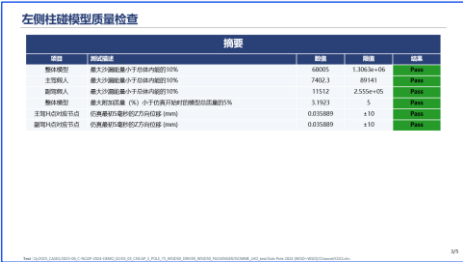 左侧柱碰模型质量检查
摘要
项目 测试描述 数值 阈值 结果
整体模型 最大沙漏能量小于总体内能的10% 68005 1.3063e+06 Pass
主驾假人 最大沙漏能量小于总体内能的10% 7402.3 89141 Pass
副驾假人 最大沙漏能量小于总体内能的10% 11512 2.555e+05 Pass
整体模型 最大附加质量（%）小于仿真开始时的模型总质量的5% 3.1923 5 Pass
主驾H点对应节点 仿真最初5毫秒的Z方向位移 (mm) 0.035889 ±10 Pass
副驾H点对应节点 仿真最初5毫秒的Z方向位移 (mm) 0.035889 ±10 Pass
3/5